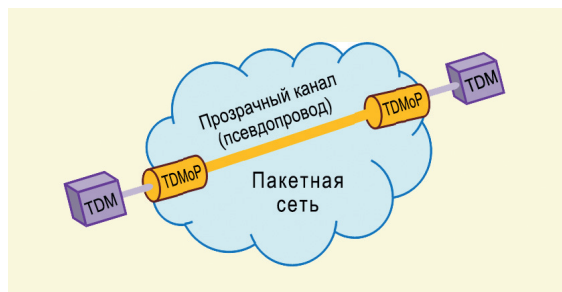 TDM
TDMoP
Прозрачный канал
(псевдопровод)
TDMoP
TDM
Пакетная
сеть